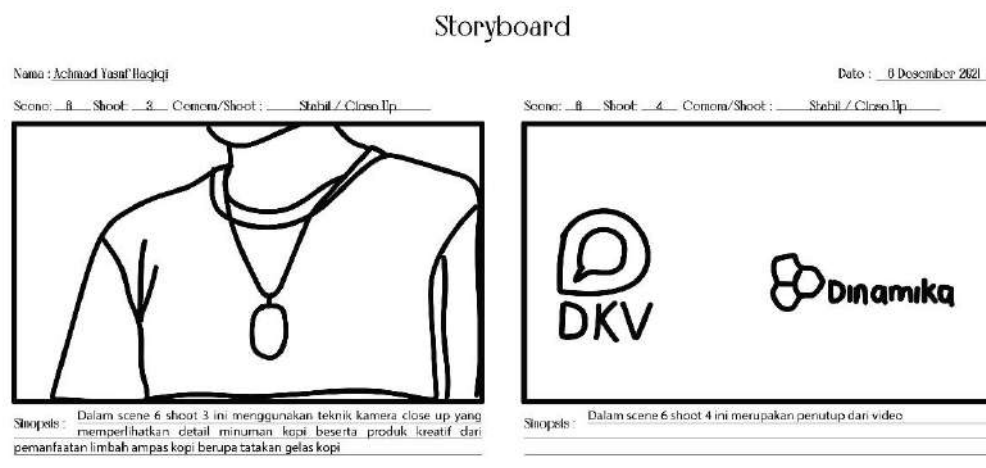 Storyboard
Nama : Achmad Yasnf Haqiqi
Date : 6 Desember 2021
Scene: 6 Shoot: 3 Camera/Shoot : Stabil / Close Up
Scene: 6 Shoot: 4 Camera/Shoot : Stabil / Close Up
DKV
Dinamika
Sinopsis : Dalam scene 6 shoot 3 ini menggunakan teknik kamera close up yang
memperlihatkan detail minuman kopi beserta produk kreatif dari
pemanfaatan limbah ampas kopi berupa tatakan gelas kopi
Sinopsis : Dalam scene 6 shoot 4 ini merupakan penutup dari video